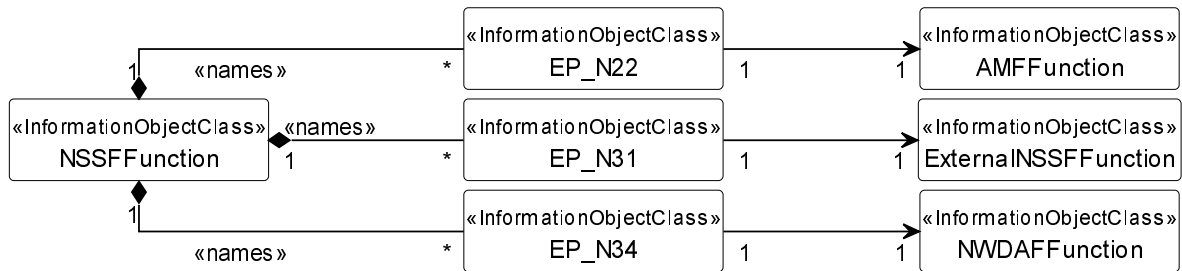 «InformationObjectClass»
EP_N22
«InformationObjectClass»
AMFFunction
1
«names»
*
1
1
«InformationObjectClass»
NSSFFunction
«names»
1
*
«InformationObjectClass»
EP_N31
1
1
«InformationObjectClass»
ExternalNSSFFunction
1
«names»
*
«InformationObjectClass»
EP_N34
1
1
«InformationObjectClass»
NWDAFFunction